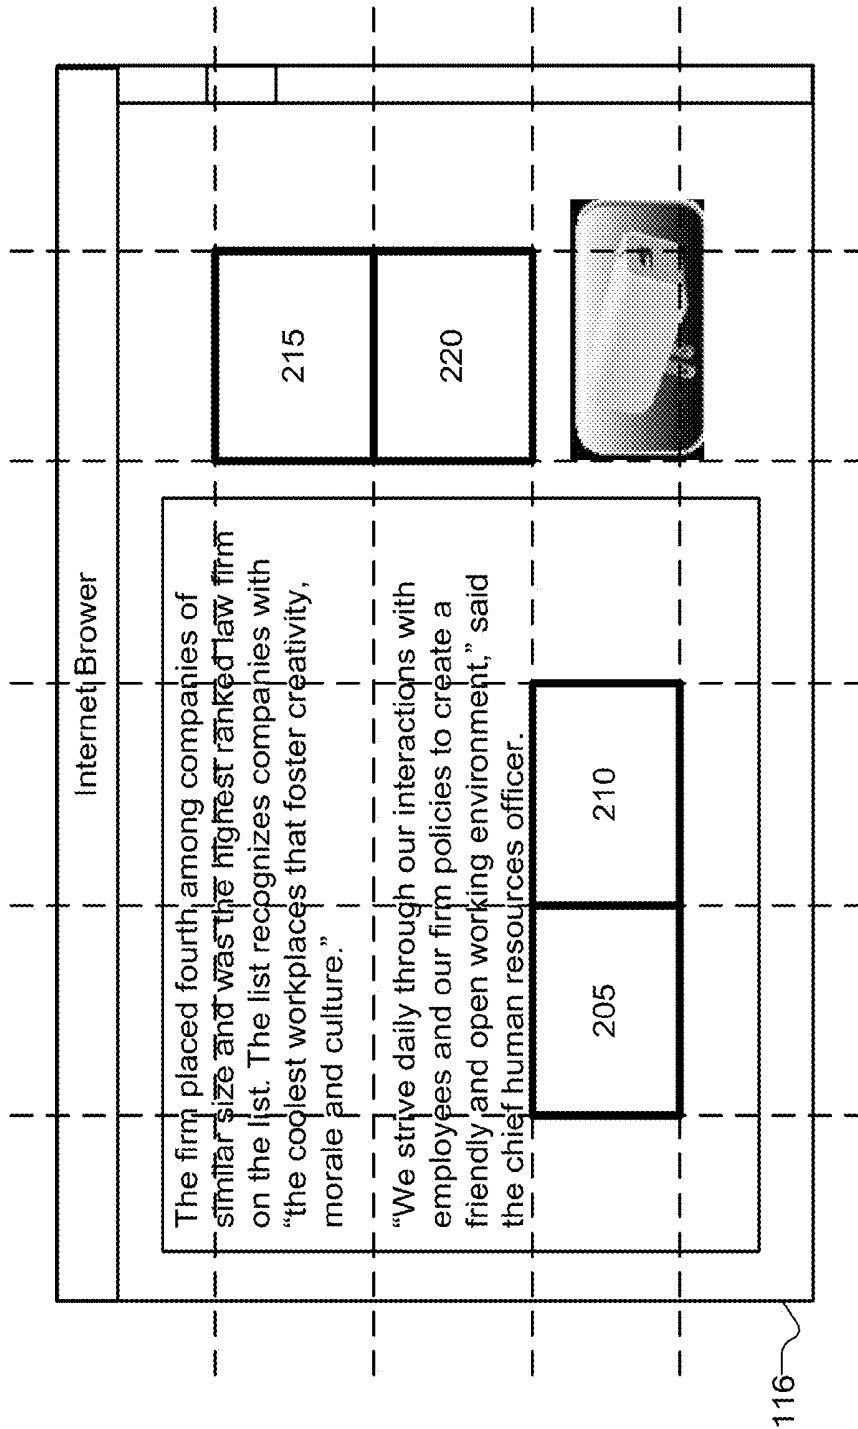 Internet Brower
The firm placed fourth among companies of
similar size and was the highest ranked law firm
on the list. The list recognizes companies with
“the coolest workplaces that foster creativity,
morale and culture.”
“We strive daily through our interactions with
employees and our firm policies to create a
friendly and open working environment,” said
the chief human resources officer.
205
210
215
220
116